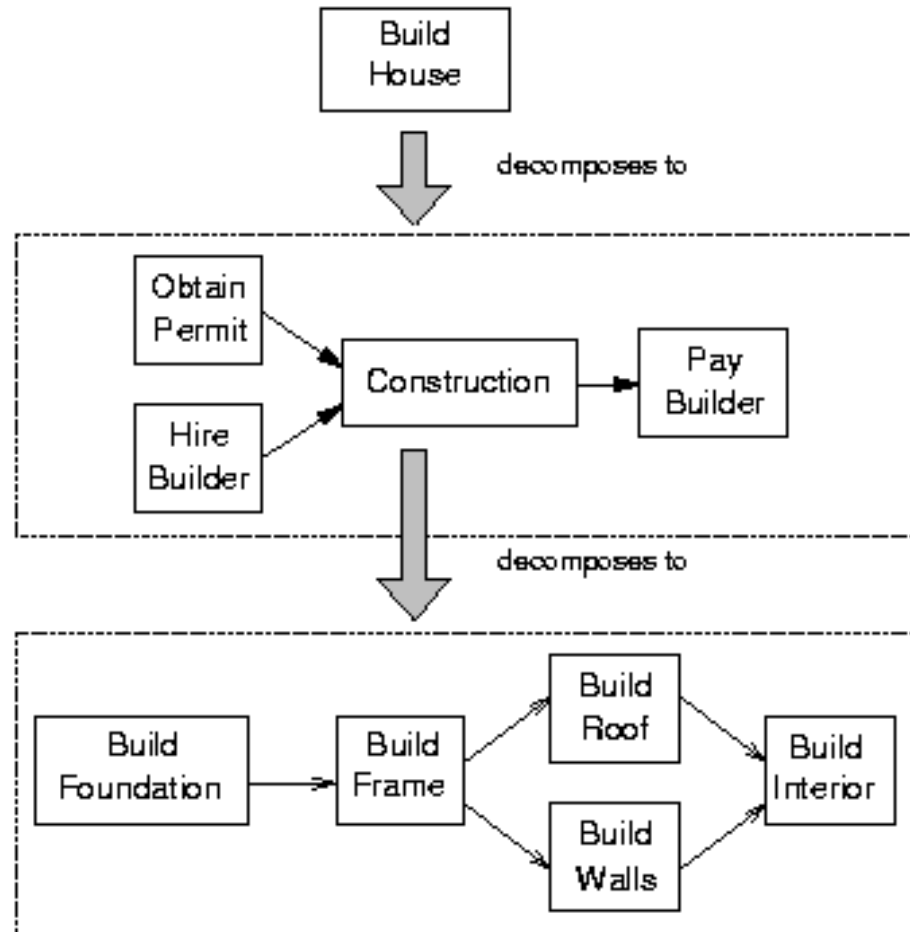 Build
House
decomposes to
Obtain
Permit
Construction
Pay
Builder
Hire
Builder
decomposes to
Build
Foundation
Build
Frame
Build
Roof
Build
Walls
Build
Interior